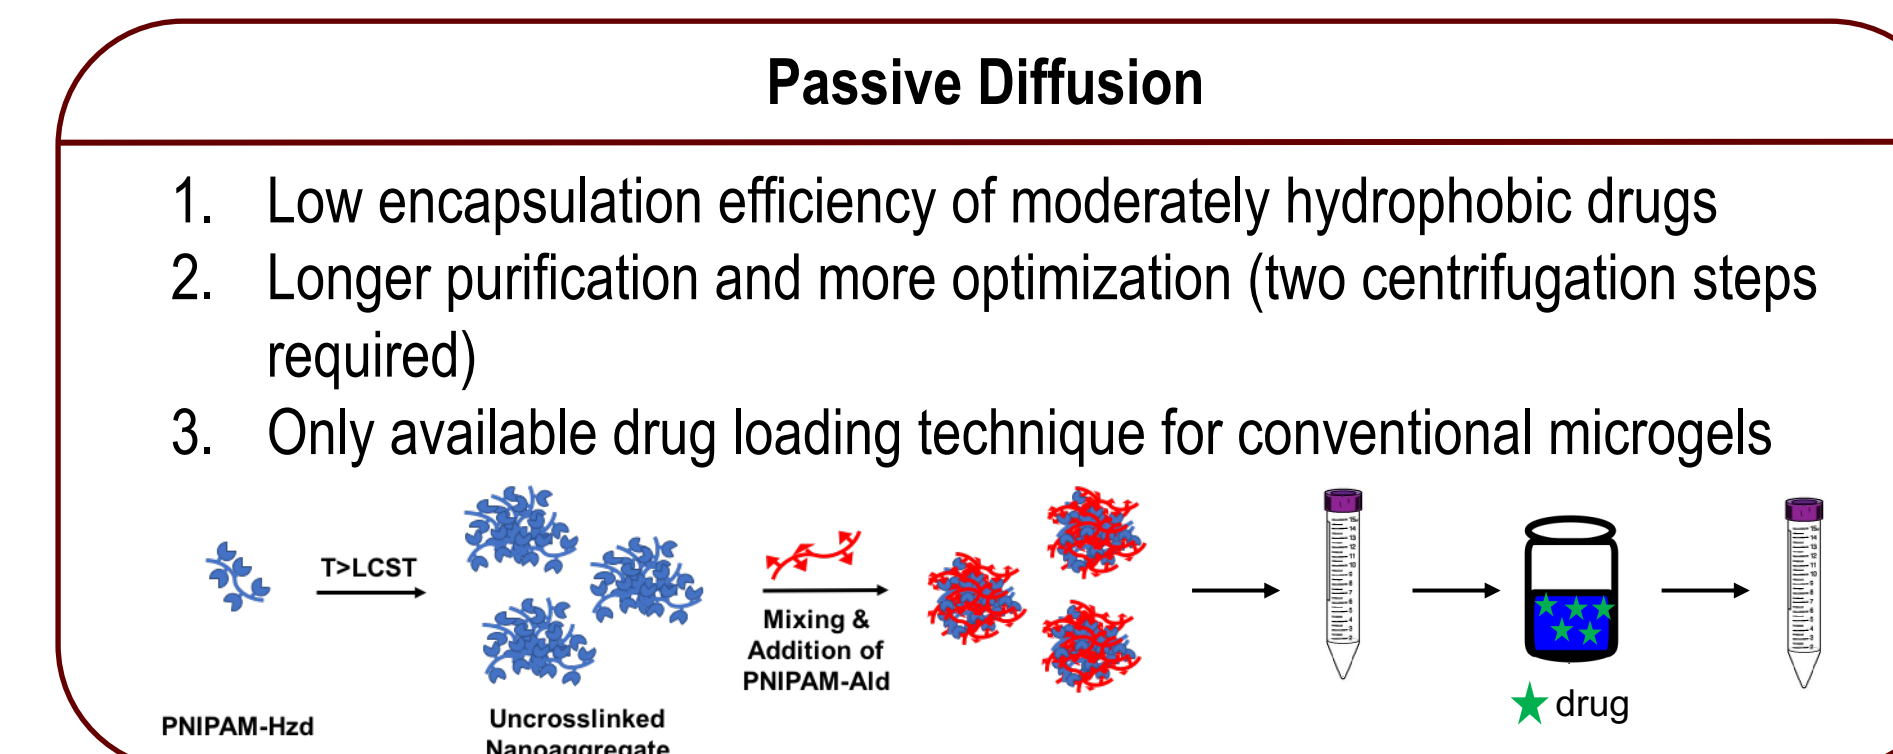 Passive Diffusion
1. Low encapsulation efficiency of moderately hydrophobic drugs
2. Longer purification and more optimization (two centrifugation steps
required)
3. Only available drug loading technique for conventional microgels
T>LCST
Mixing &
Addition of
PNIPAM-Ald
drug
PNIPAM-Hzd
Uncrosslinked
Nanoaggregate